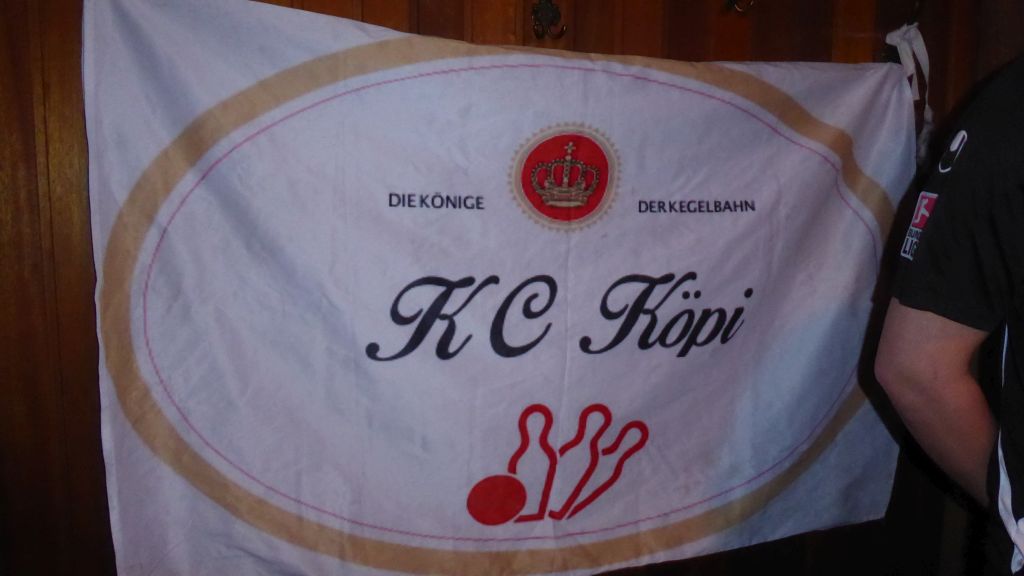 DIE KÖNIGE DER KEGELBAHN
KC Köpi